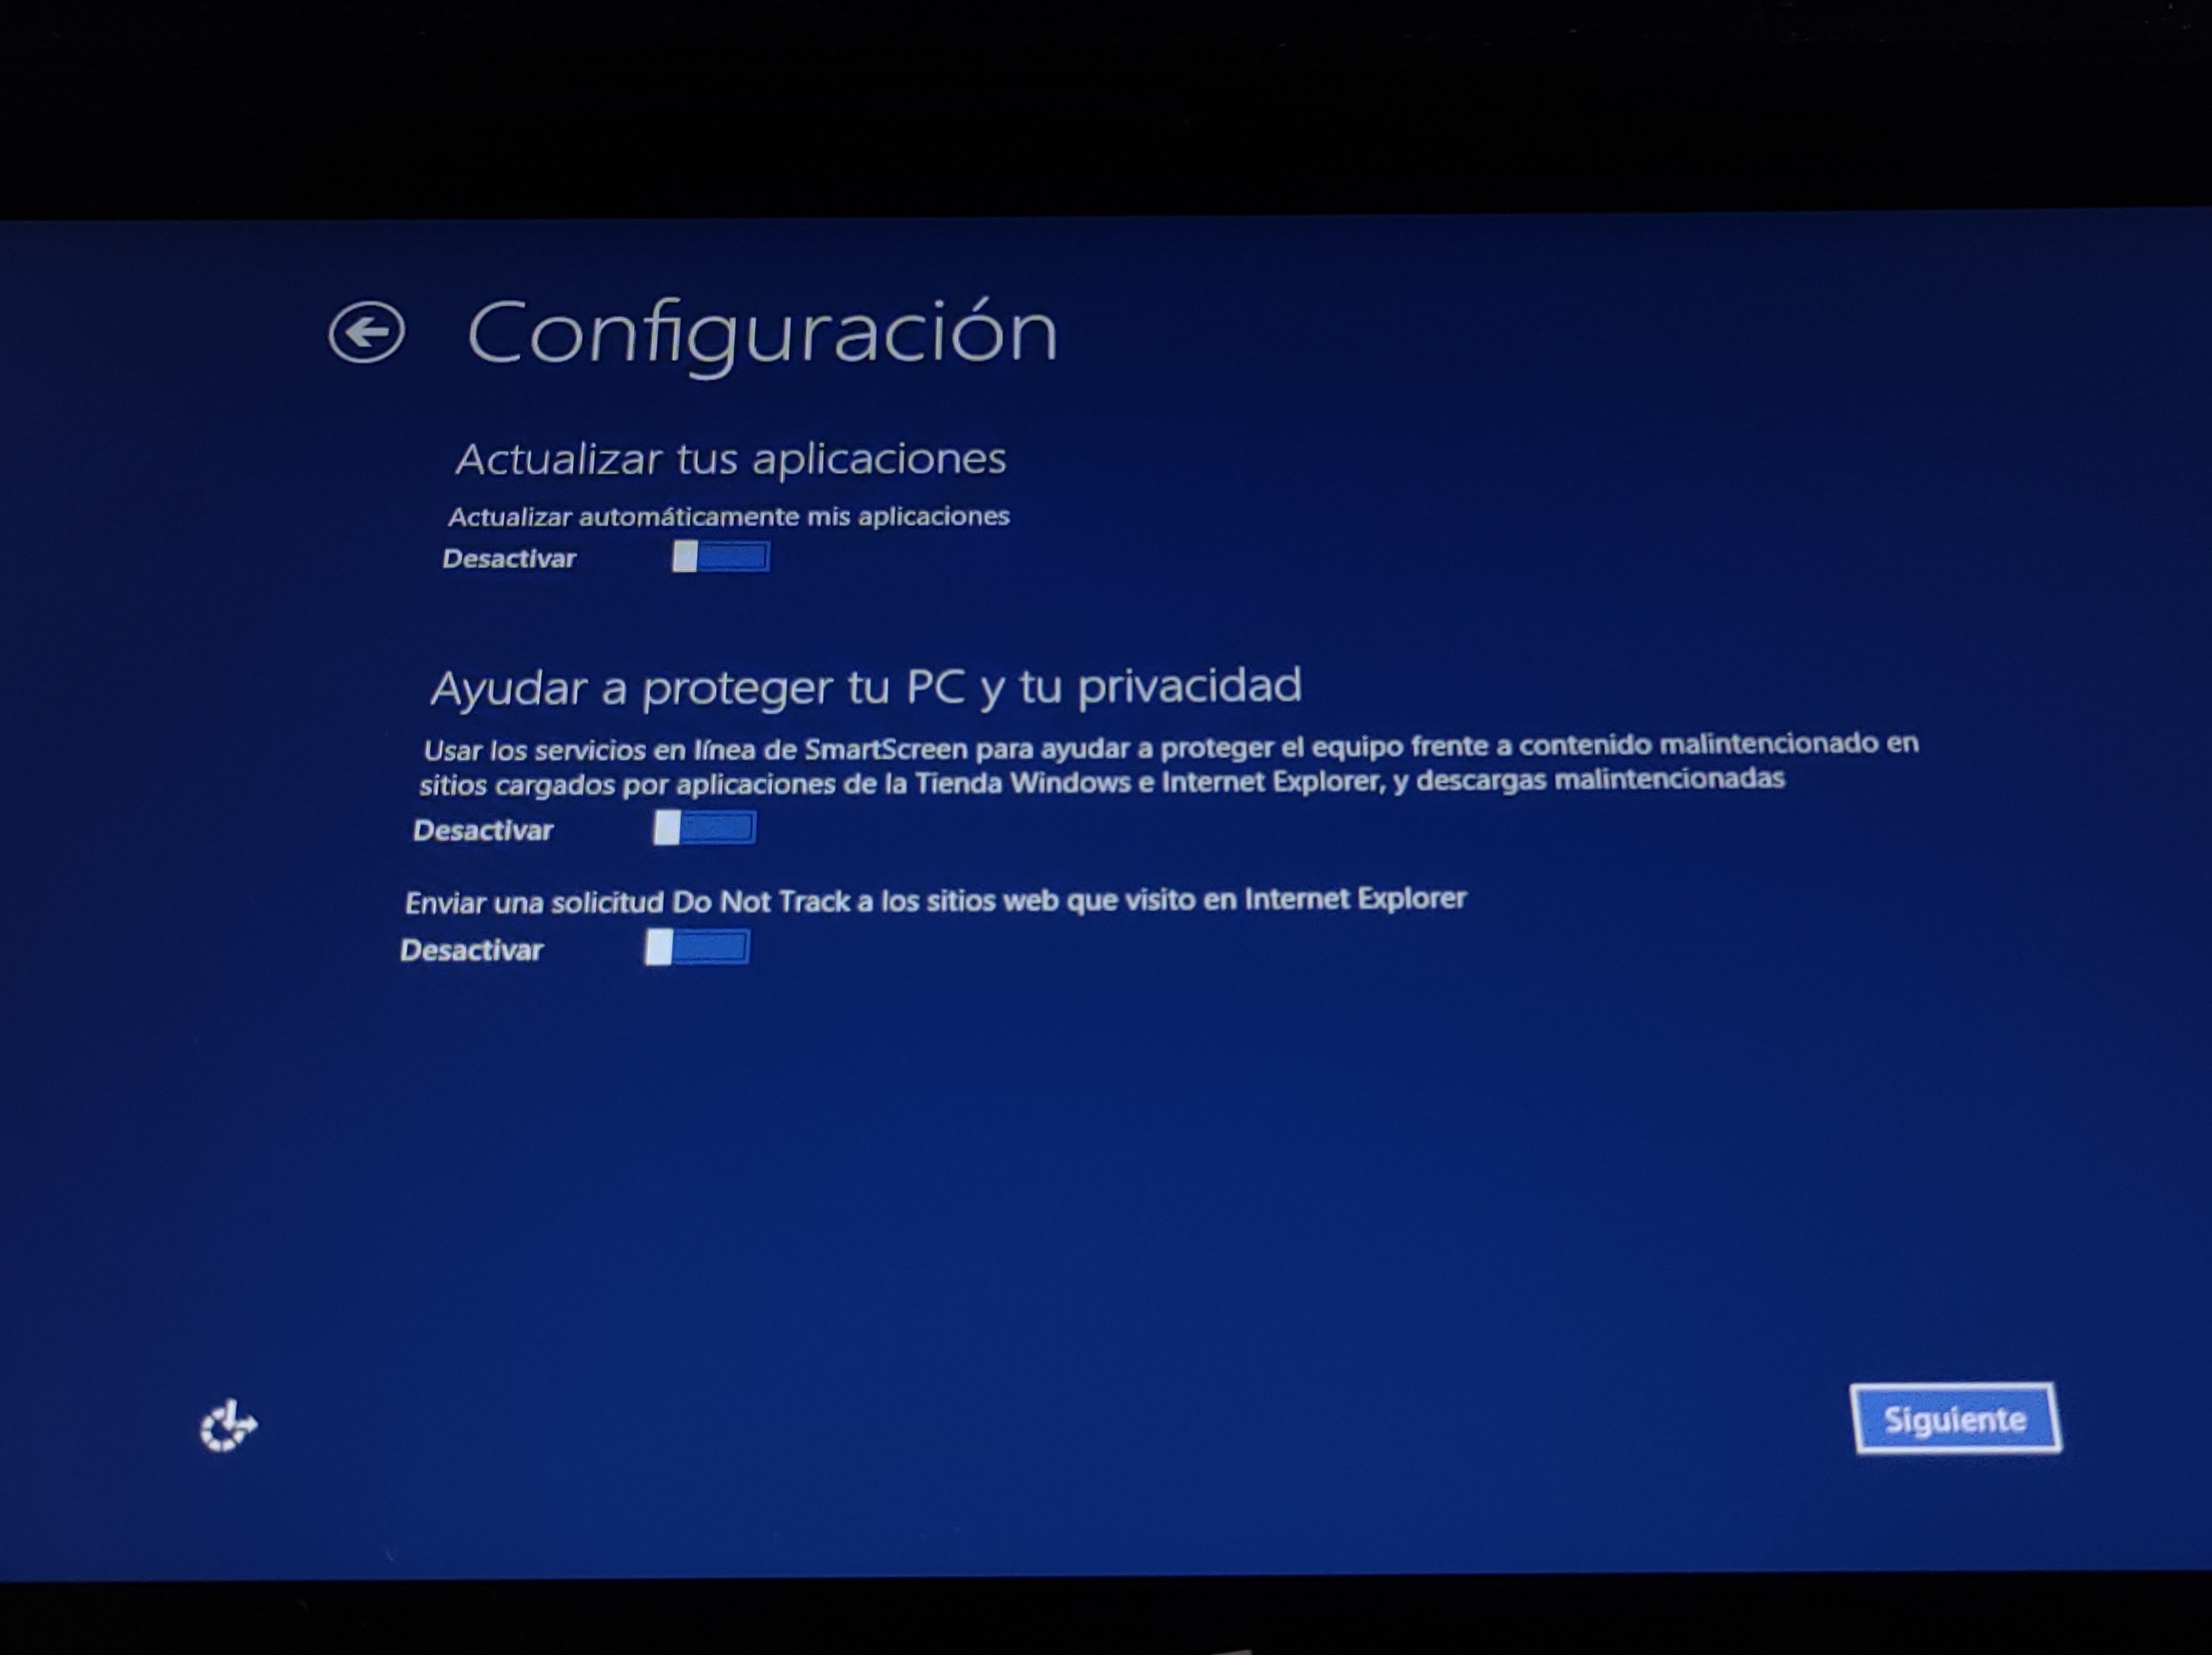 Configuración
Actualizar tus aplicaciones
Actualizar automáticamente mis aplicaciones
Desactivar
Ayudar a proteger tu PC y tu privacidad
Usar los servicios en línea de SmartScreen para ayudar a proteger el equipo frente a contenido malintencionado en
sitios cargados por aplicaciones de la Tienda Windows e Internet Explorer, y descargas malintencionadas
Desactivar
Enviar una solicitud Do Not Track a los sitios web que visito en Internet Explorer
Desactivar
Siguiente